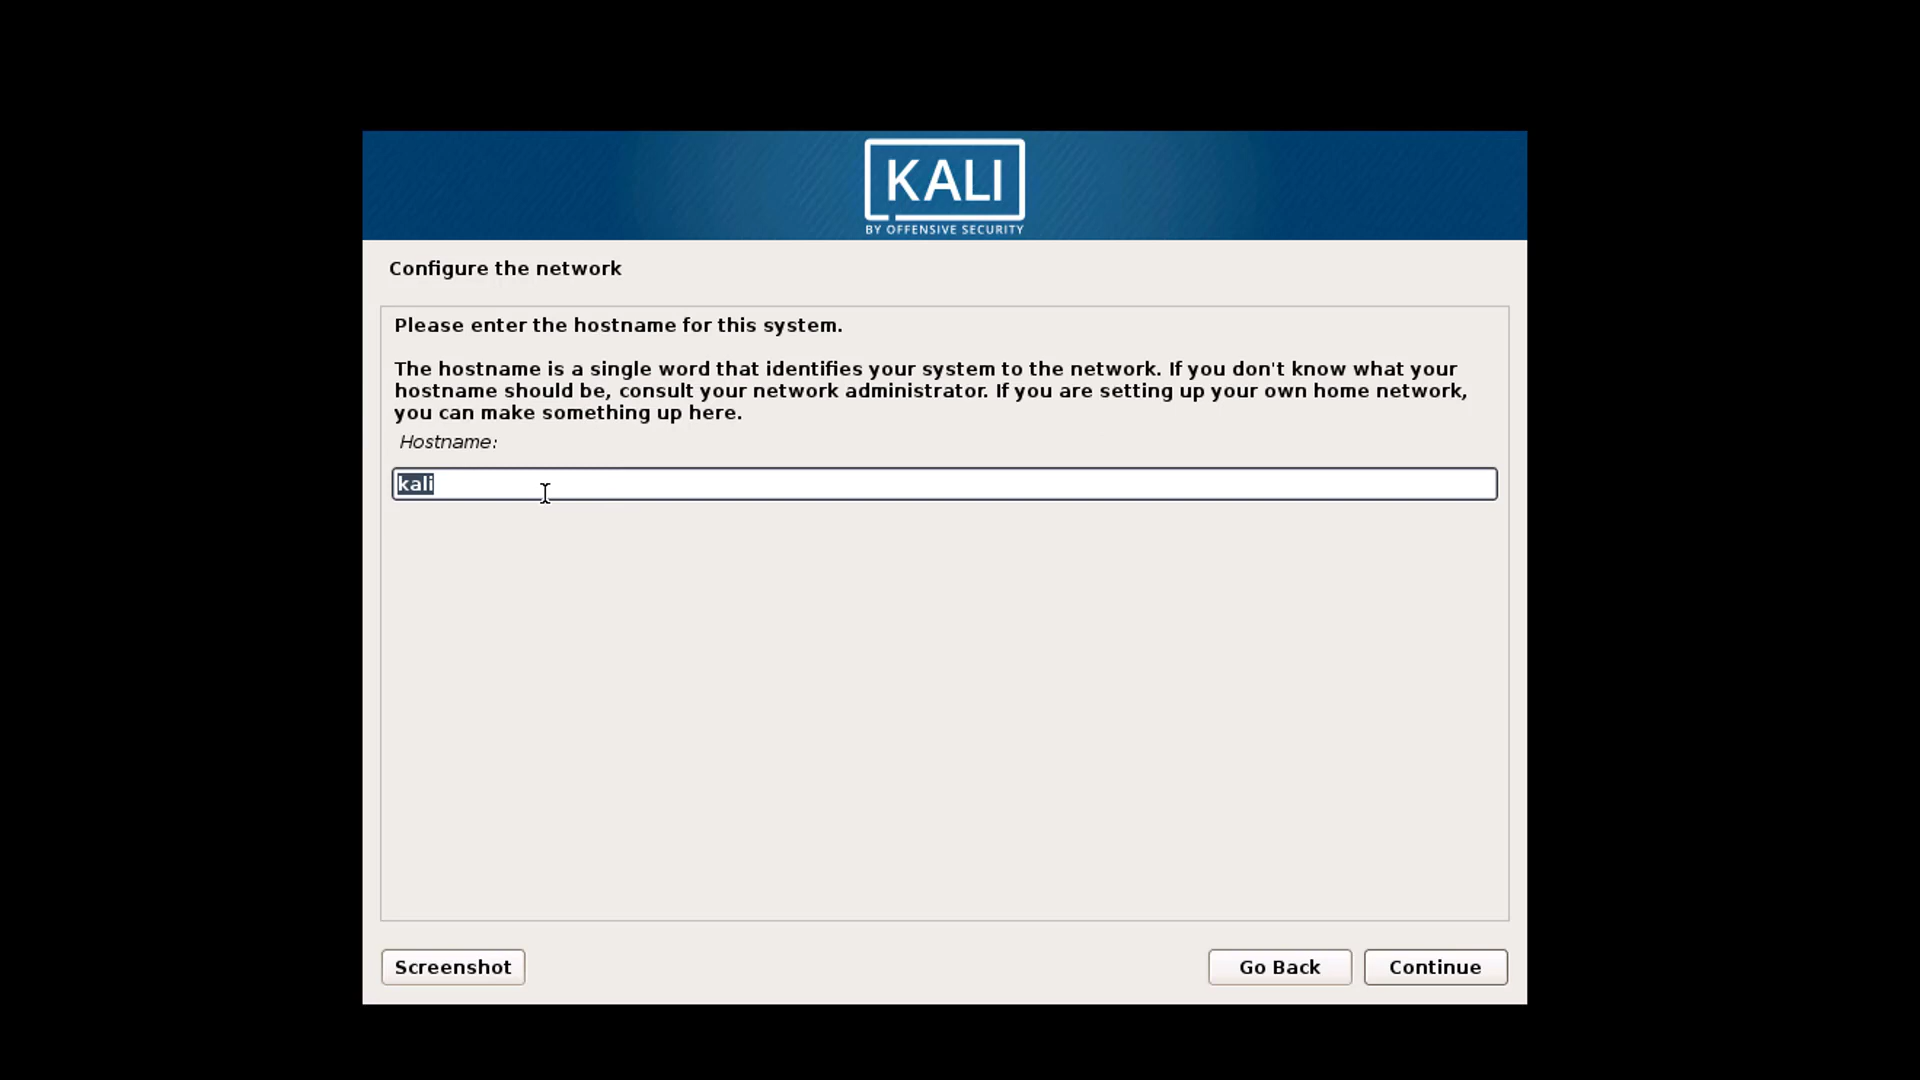 KALI
BY OFFENSIVE SECURITY
Configure the network
Please enter the hostname for this system.
The hostname is a single word that identifies your system to the network. If you don't know what your
hostname should be, consult your network administrator. If you are setting up your own home network,
you can make something up here.
Hostname:
kali
Screenshot
Go Back
Continue